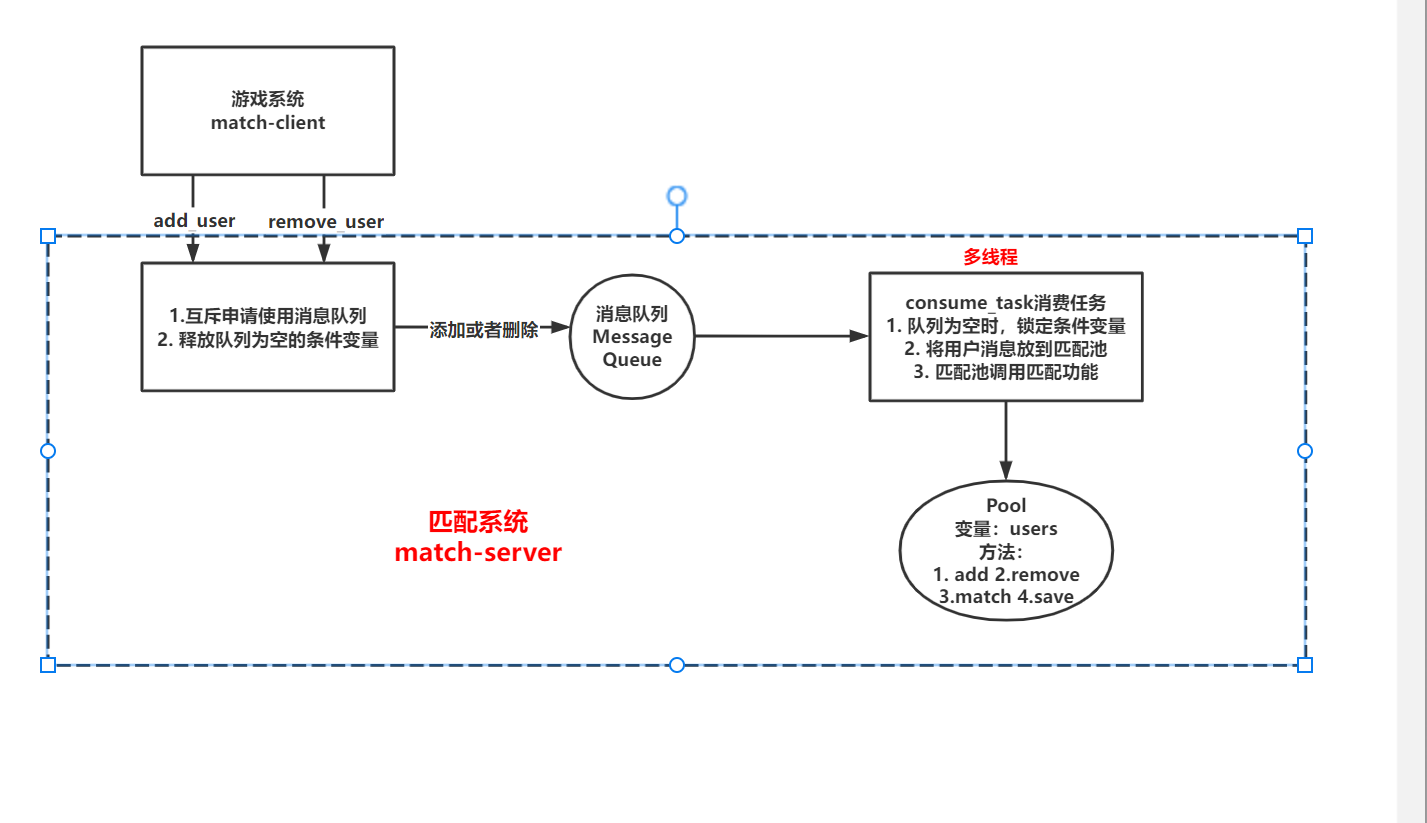 游戏系统
match-client
add_user
remove_user
1.互斥申请使用消息队列
2. 释放队列为空的条件变量
添加或者删除
消息队列
Message
Queue
多线程
consume_task消费任务
1. 队列为空时，锁定条件变量
2. 将用户消息放到匹配池
3. 匹配池调用匹配功能
Pool
变量：users
方法：
1. add 2.remove
3.match 4.save
匹配系统
match-server